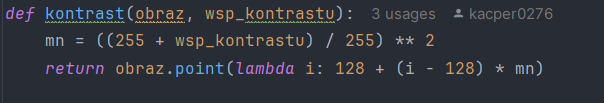 def kontrast(obraz, wsp_kontrastu): 3 usages kacper0276
    mn = ((255 + wsp_kontrastu) / 255) ** 2
    return obraz.point(lambda i: 128 + (i - 128) * mn)